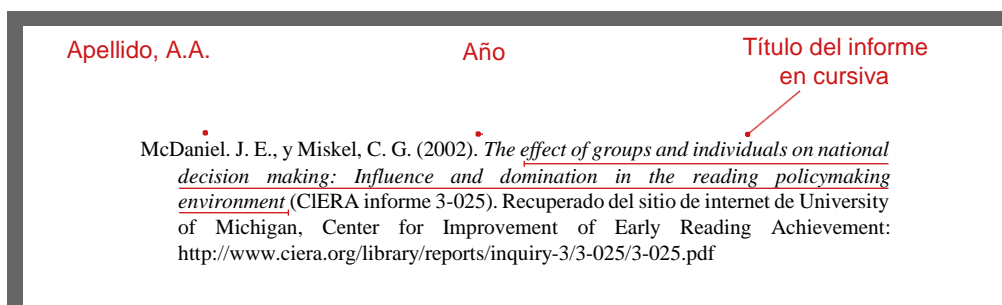 Apellido, A.A.
Año
Título del informe
en cursiva
McDaniel. J. E., y Miskel, C. G. (2002). The effect of groups and individuals on national
decision making: Influence and domination in the reading policymaking
environment (ClERA informe 3-025). Recuperado del sitio de internet de University
of Michigan, Center for Improvement of Early Reading Achievement:
http://www.ciera.org/library/reports/inquiry-3/3-025/3-025.pdf